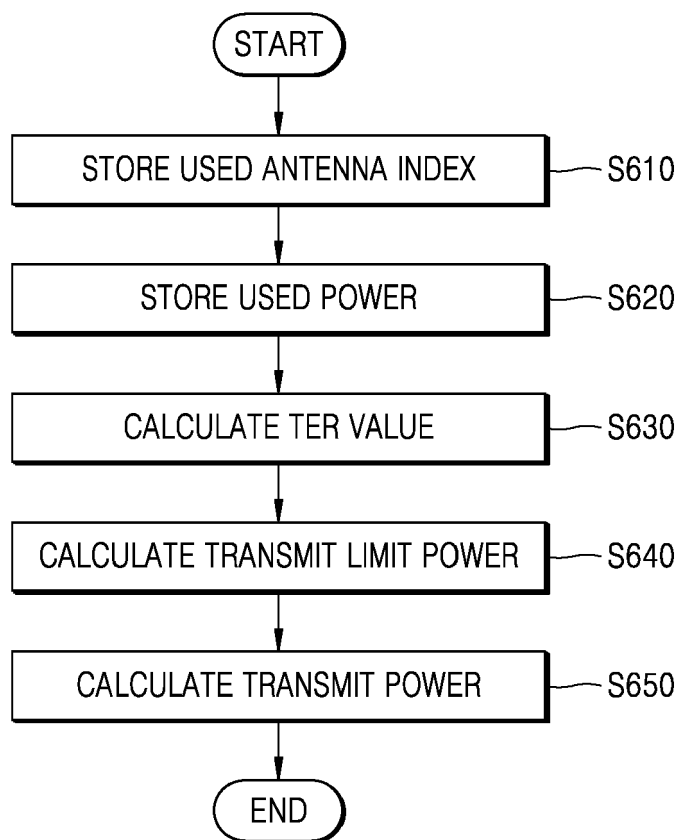 START
STORE USED ANTENNA INDEX
S610
STORE USED POWER
S620
CALCULATE TER VALUE
S630
CALCULATE TRANSMIT LIMIT POWER
S640
CALCULATE TRANSMIT POWER
S650
END